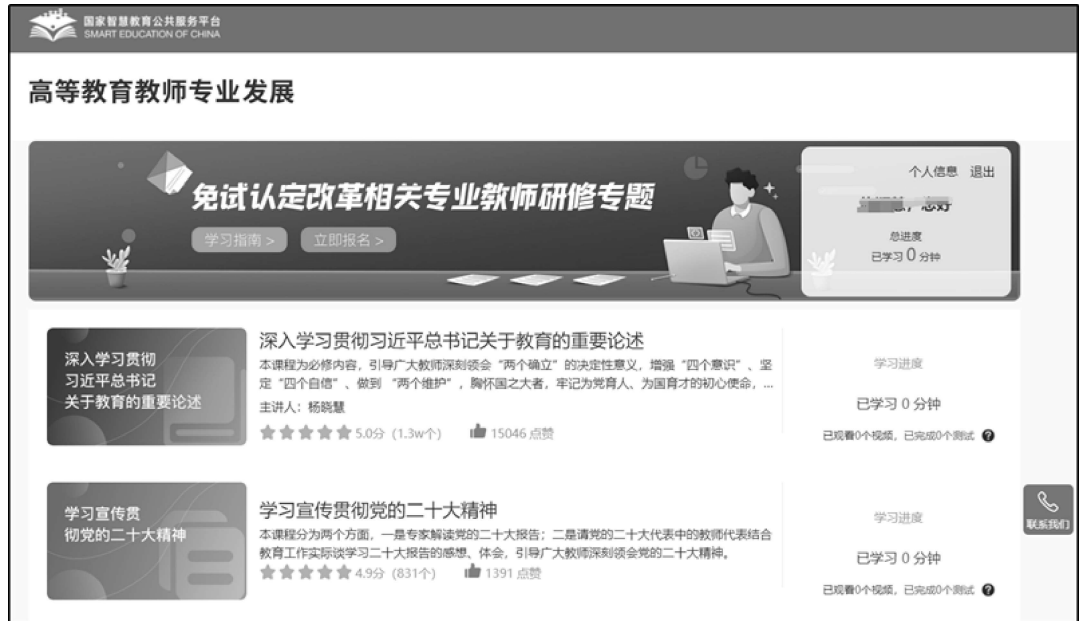 国家智慧教育公共服务平台
SMART EDUCATION OF CHINA
高等教育教师专业发展
免试认定改革相关专业教师研修专题
学习指南 >
立即报名 >
个人信息 退出
您好
总进度
已学习 0 分钟
深入学习贯彻
习近平总书记
关于教育的重要论述
深入学习贯彻习近平总书记关于教育的重要论述
本课程为必修内容，引导广大教师深刻领会“两个确立”的决定性意义，增强“四个意识”、坚
定“四个自信”、做到 “两个维护”，胸怀国之大者，牢记为党育人、为国育才的初心使命，...
主讲人：杨晓慧
5.0分 (1.3w个) 15046 点赞
学习进度
已学习 0 分钟
已观看0个视频，已完成0个测试 ?
学习宣传贯
彻党的二十大精神
学习宣传贯彻党的二十大精神
本课程分为两个方面，一是专家解读党的二十大报告；二是请党的二十大代表中的教师代表结合
教育工作实际谈学习二十大报告的感想、体会，引导广大教师深刻领会党的二十大精神。
4.9分 (831个) 1391 点赞
学习进度
已学习 0 分钟
已观看0个视频，已完成0个测试 ?
联系我们